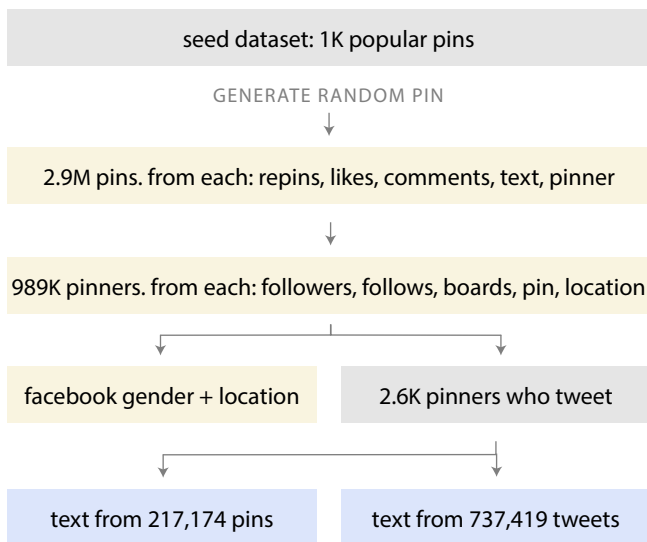 seed dataset: 1K popular pins
GENERATE RANDOM PIN
2.9M pins. from each: repins, likes, comments, text, pinner
989K pinners. from each: followers, follows, boards, pin, location
facebook gender + location
2.6K pinners who tweet
text from 217,174 pins
text from 737,419 tweets